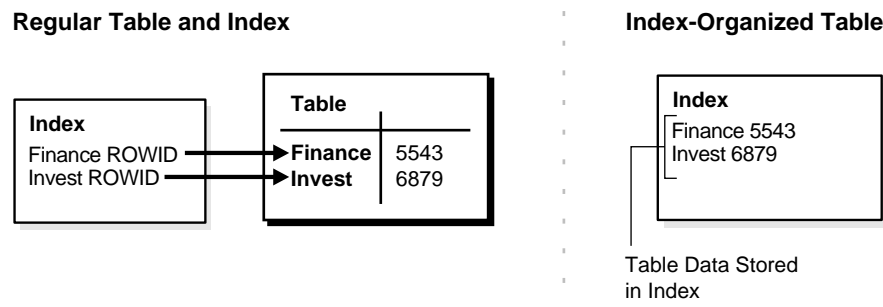 Regular Table and Index
Index
Finance ROWID
Invest ROWID
Table
Finance 5543
Invest 6879
Index-Organized Table
Index
Finance 5543
Invest 6879
Table Data Stored
in Index